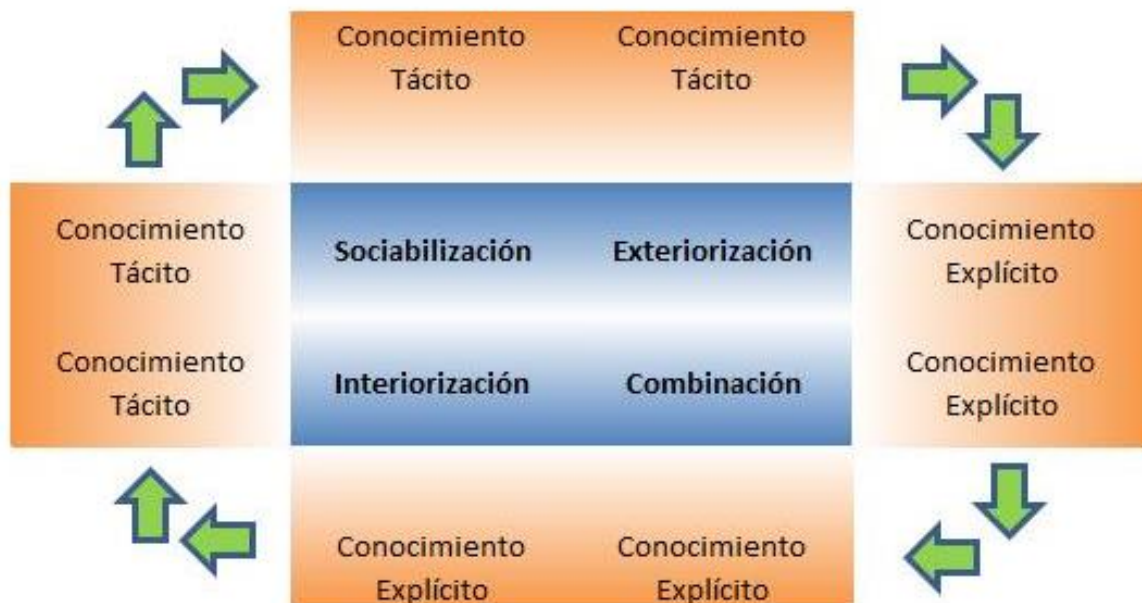 Conocimiento Conocimiento
Tácito Tácito
Conocimiento
Tácito
Sociabilización Exteriorización
Conocimiento
Explícito
Conocimiento
Tácito
Interiorización Combinación
Conocimiento
Explícito
Conocimiento Conocimiento
Explícito Explícito